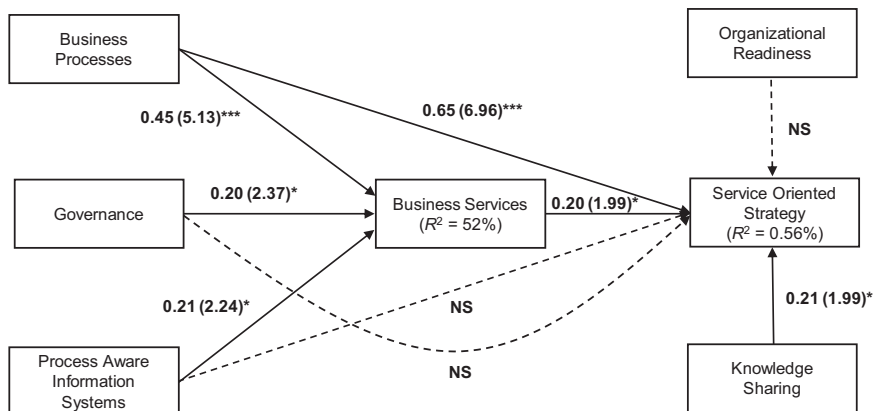 Business
Processes
Organizational
Readiness
0.45 (5.13)***
0.65 (6.96)***
NS
Governance
0.20 (2.37)*
Business Services
(R² = 52%)
0.20 (1.99)*
Service Oriented
Strategy
(R² = 0.56%)
0.21 (2.24)*
NS
0.21 (1.99)*
Process Aware
Information
Systems
NS
Knowledge
Sharing